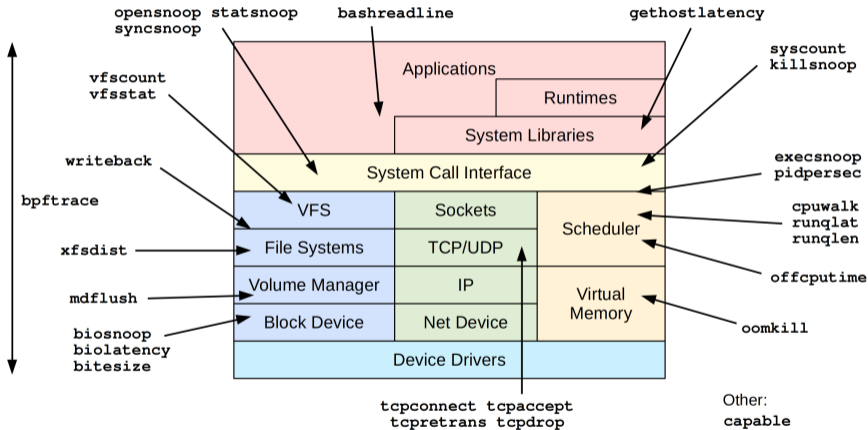 opensnoop statsnoop
syncsnoop
bashreadline
gethostlatency
syscount
killsnoop
vfscount
vfsstat
Applications
Runtimes
System Libraries
System Call Interface
writeback
execsnoop
pidpersec
bpftrace
VFS
Sockets
Scheduler
cpuwalk
runqlat
runqlen
xfsdist
File Systems
TCP/UDP
offcputime
mdflush
Volume Manager
IP
Virtual
Memory
biosnoop
biolatency
bitesize
Block Device
Net Device
oomkill
Device Drivers
tcpconnect tcpaccept
tcpretrans tcpdrop
Other:
capable